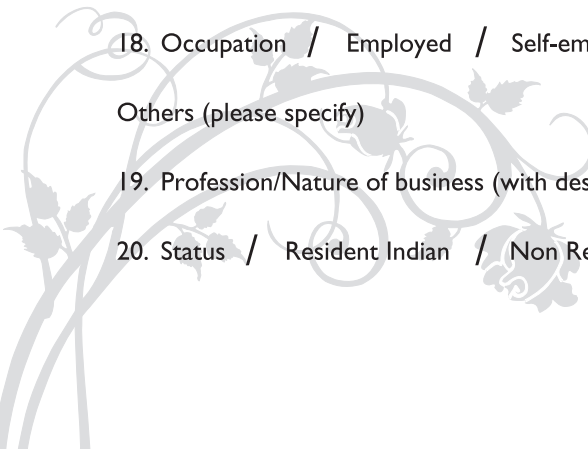 18. Occupation / Employed / Self-em
Others (please specify)
19. Profession/Nature of business (with des
20. Status / Resident Indian / Non Re